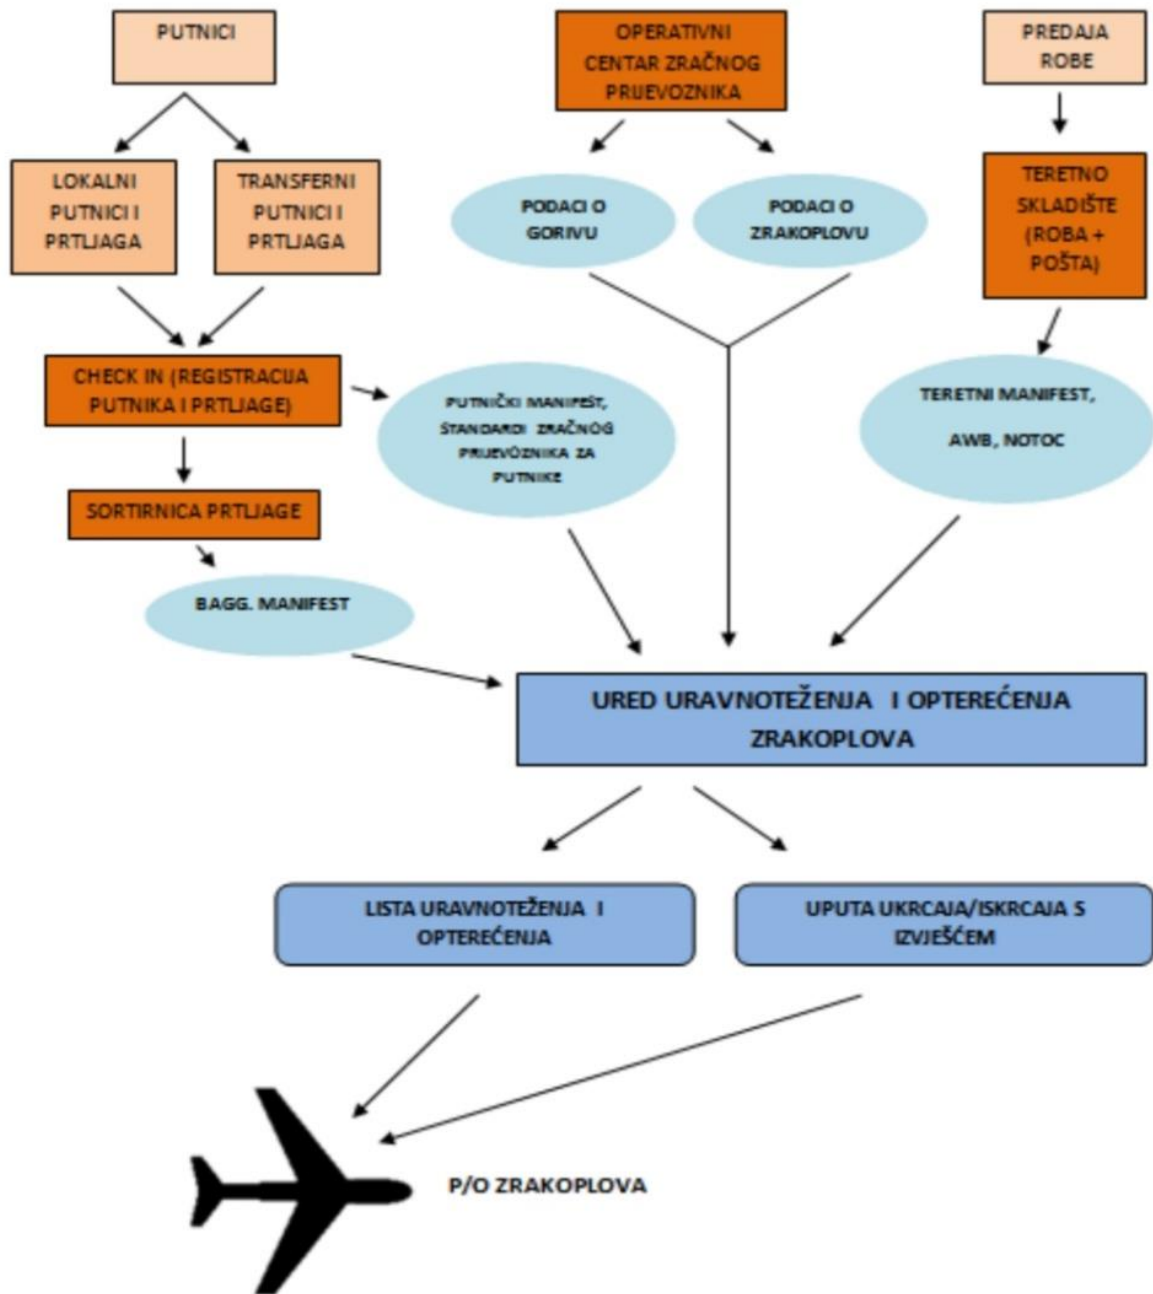 PUTNICI
OPERATIVNI
CENTAR ZRAČNOG
PRIJEVOZNIKA
PREDAJA
ROBE
LOKALNI
PUTNICI I
PRTLJAGA
TRANSFERNI
PUTNICI I
PRTLJAGA
PODACI O
GORIVU
PODACI O
ZRAKOPLOVU
TERETNO
SKLADIŠTE
(ROBA +
POŠTA)
CHECK IN (REGISTRACIJA
PUTNIKA I PRTLJAGE)
PUTNIČKI MANIFEST,
STANDARDI ZRAČNOG
PRIJEVOZNIKA ZA
PUTNIKE
TERETNI MANIFEST,
AWB, NOTOC
SORTIRNICA PRTLJAGE
BAGG. MANIFEST
URED URAVNOTEŽENJA I OPTEREĆENJA
ZRAKOPLOVA
LISTA URAVNOTEŽENJA I
OPTEREĆENJA
UPUTA UKRCAJA/ISKRCAJA S
IZVJEŠĆEM
P/O ZRAKOPLOVA